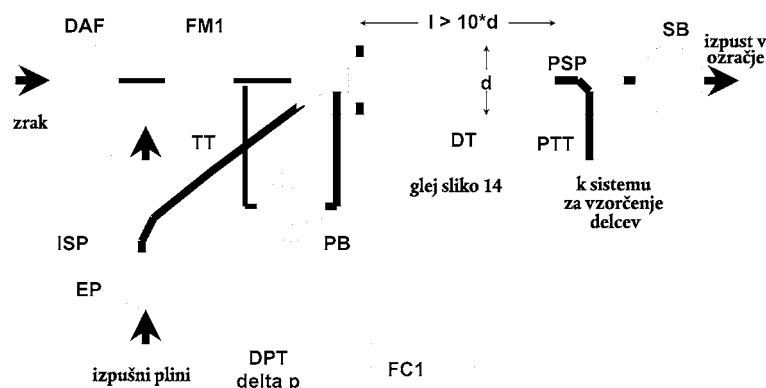 DAF
FM1
l > 10*d
SB
izpust v
ozračje
PSP
d
zrak
TT
DT
PTT
glej sliko 14
k sistemu
za vzorčenje
delcev
ISP
PB
EP
izpušni plini
DPT
delta p
FC1